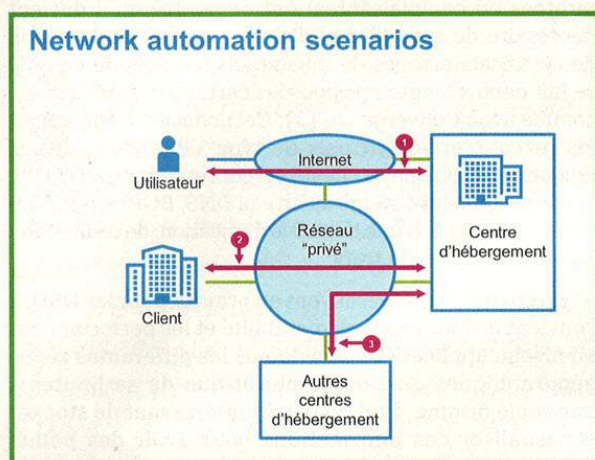 Network automation scenarios
1
Internet
Utilisateur
Centre
d'hébergement
Réseau
"privé"
2
Client
3
Autres
centres
d'hébergement